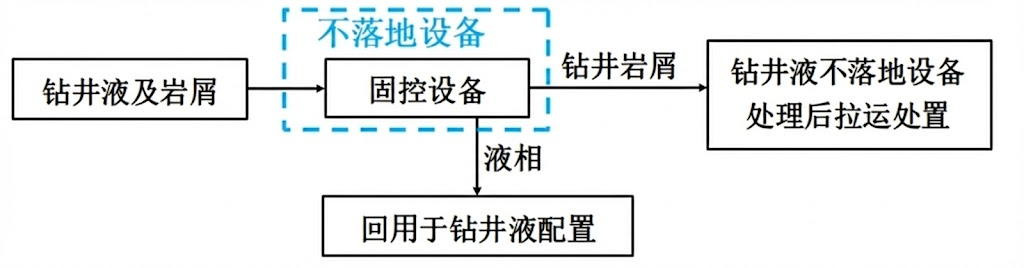 不落地设备
钻井液及岩屑
固控设备
钻井岩屑
钻井液不落地设备
处理后拉运处置
液相
回用于钻井液配置